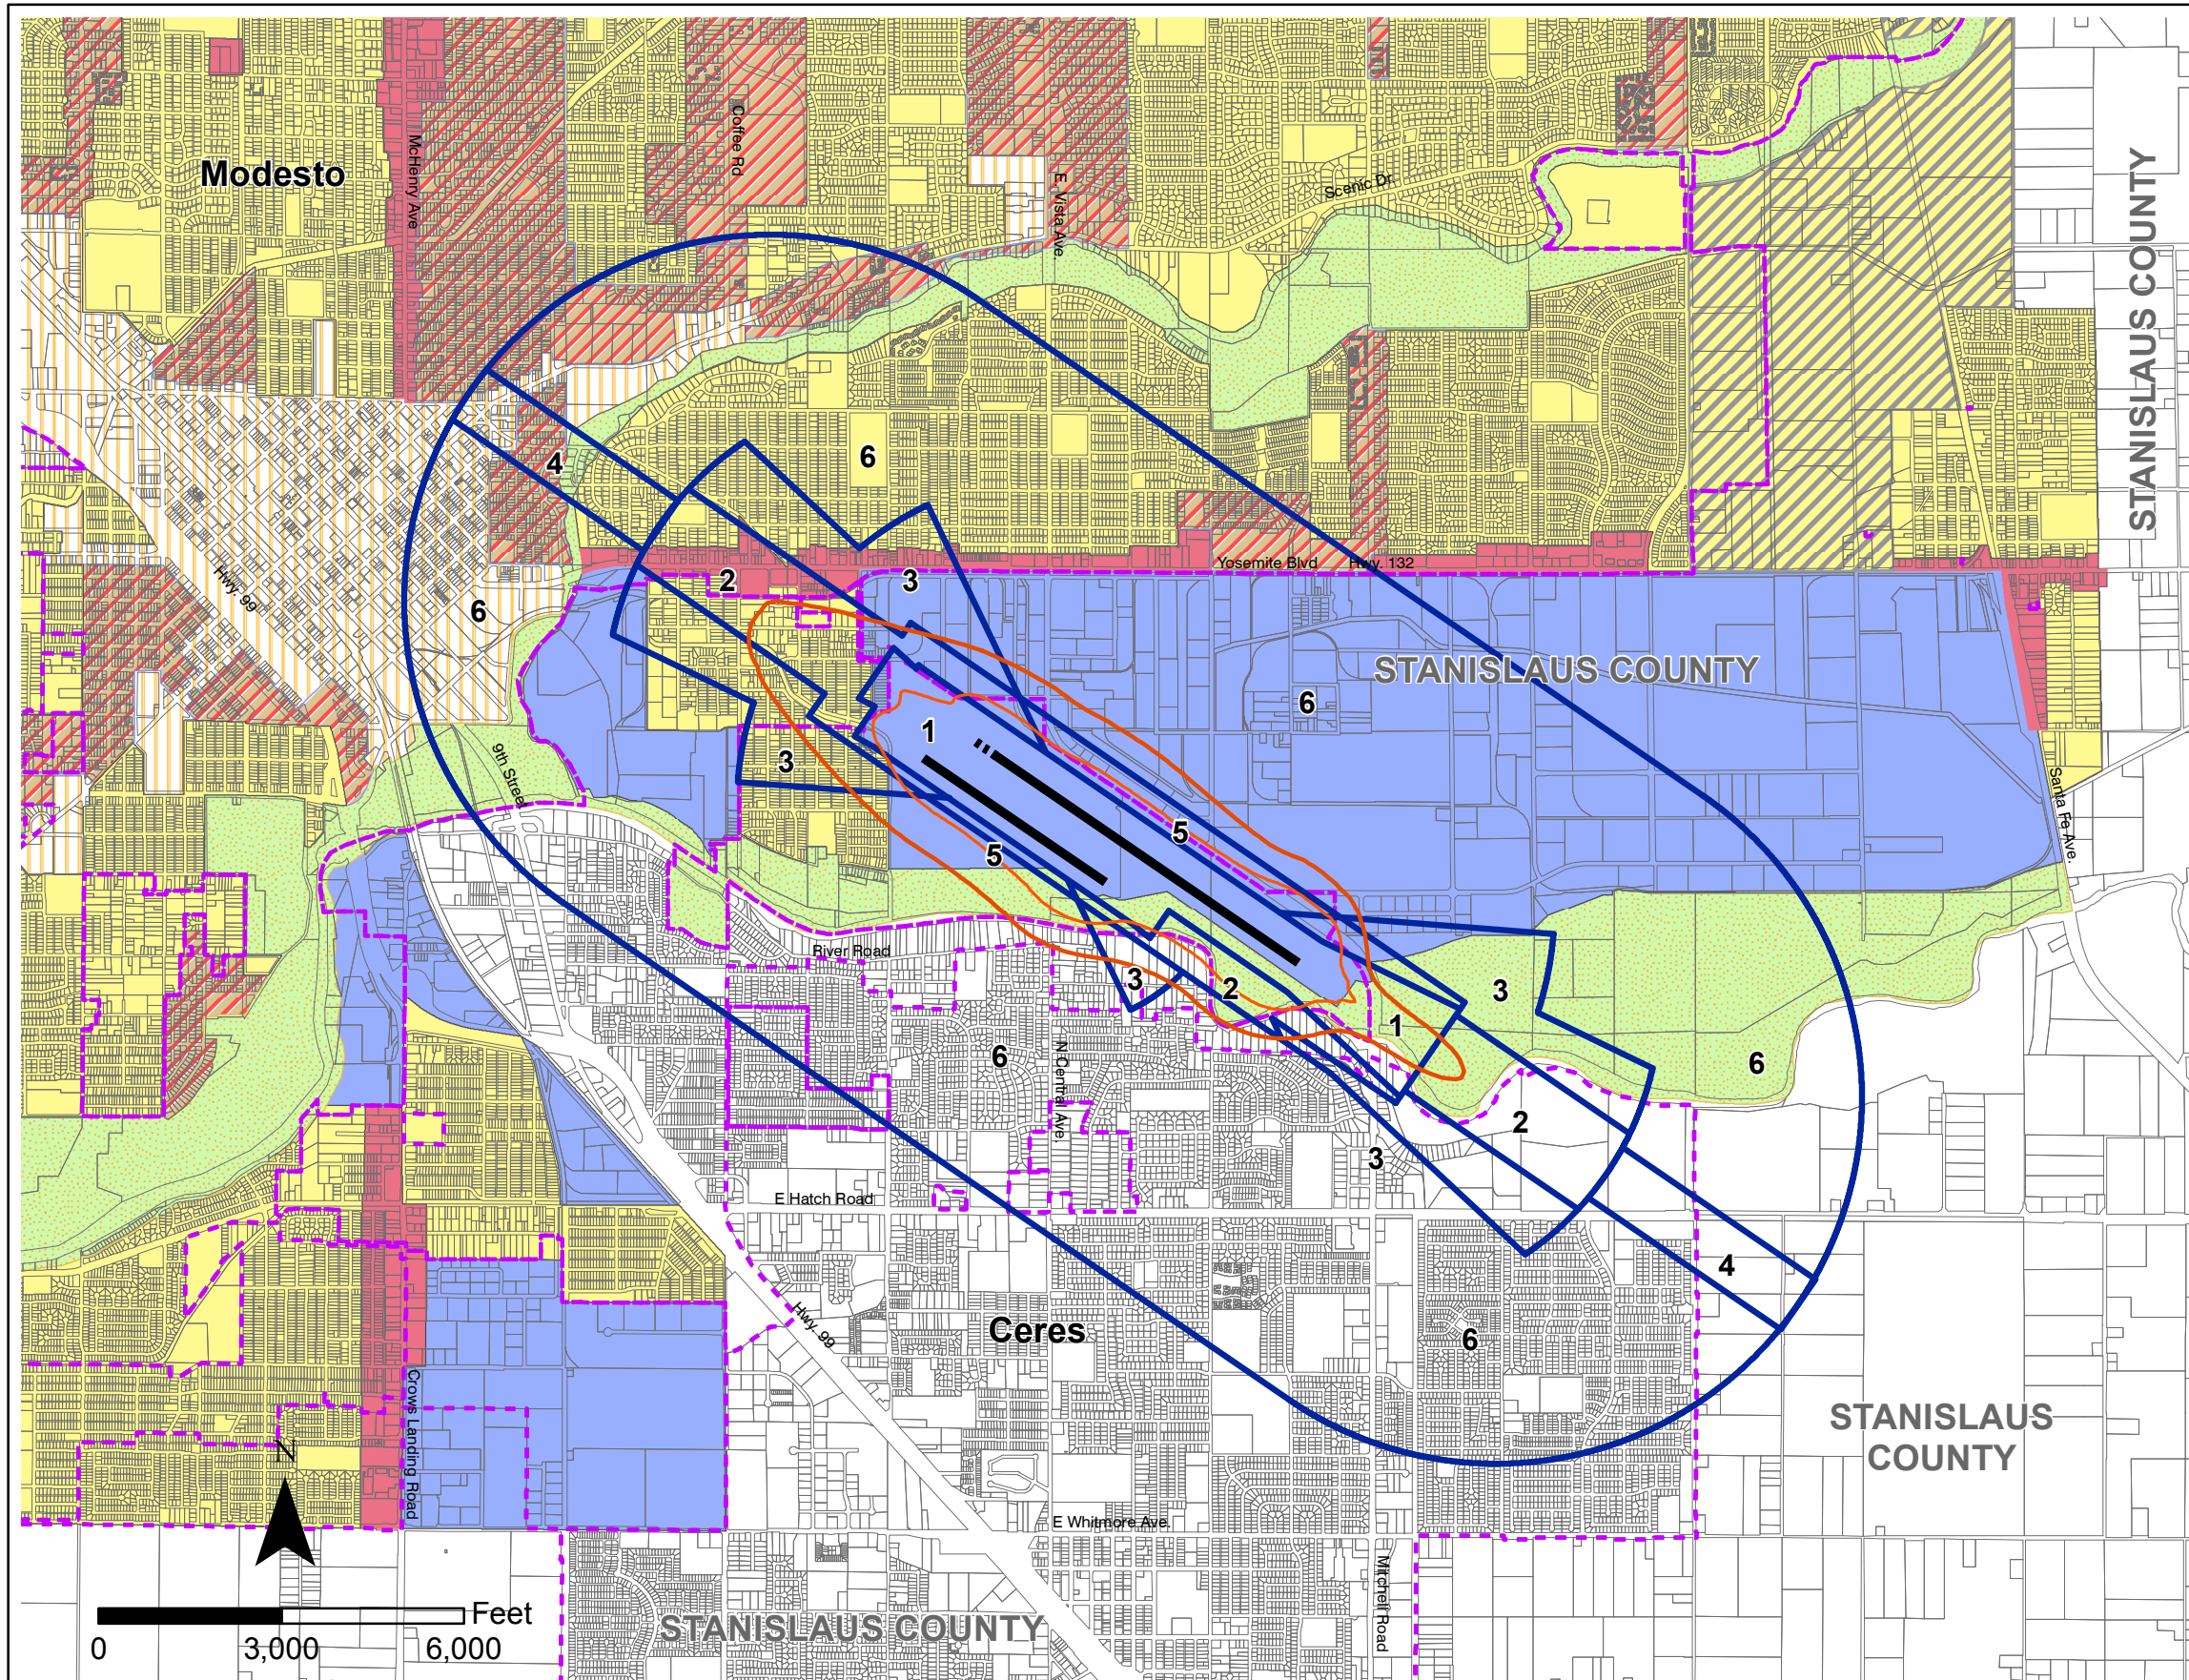 Coffee Rd
McHenry Ave
Modesto
E. Vista Ave.
Scenic Dr.
STANISLAUS COUNTY
4
6
Hwy. 99
6
2
3
Yosemite Blvd
Hwy. 132
STANISLAUS COUNTY
6
1
3
9th Street
5
5
Santa Fe Ave.
River Road
3
2
3
1
6
6
N Central Ave.
2
3
E Hatch Road
4
Hwy. 99
Ceres
6
Crows Landing Road
STANISLAUS
COUNTY
N
E Whitmore Ave.
Mitchell Road
Feet
0
3,000
6,000
STANISLAUS COUNTY